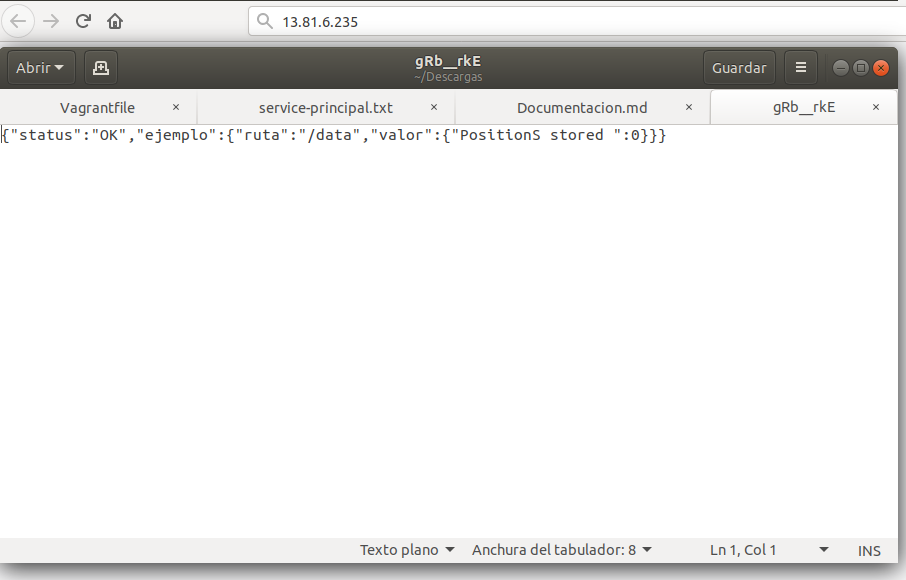 13.81.6.235
Abrir
gRb__rkE
~/Descargas
Guardar
Vagrantfile × service-principal.txt × Documentacion.md × gRb__rkE ×
{"status":"OK","ejemplo":{"ruta":"/data","valor":{"PositionS stored ":0}}}
Texto plano Anchura del tabulador: 8 Ln 1, Col 1 INS